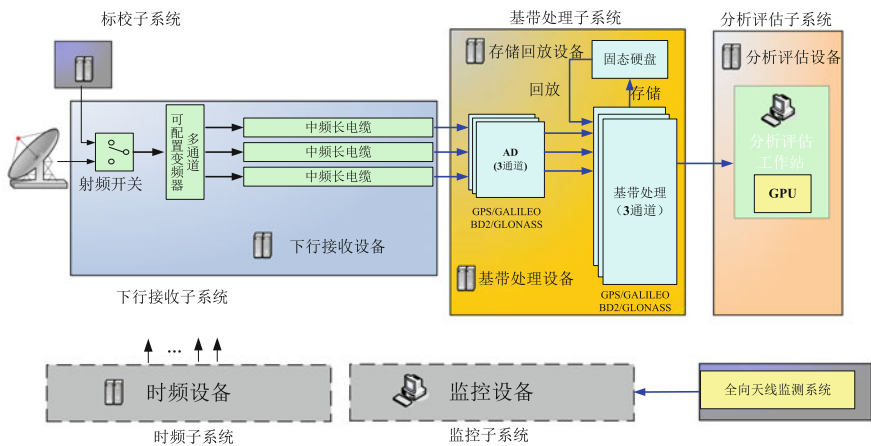 标校子系统
基带处理子系统
分析评估子系统
存储回放设备
固态硬盘
分析评估设备
回放
存储
可配置变频器
多通道
中频长电缆
中频长电缆
中频长电缆
射频开关
AD
(3通道)
分析评估
工作站
GPU
基带处理
（3通道）
GPS/GALILEO
BD2/GLONASS
下行接收设备
基带处理设备
GPS/GALILEO
BD2/GLONASS
下行接收子系统
...
时频设备
监控设备
全向天线监测系统
时频子系统
监控子系统